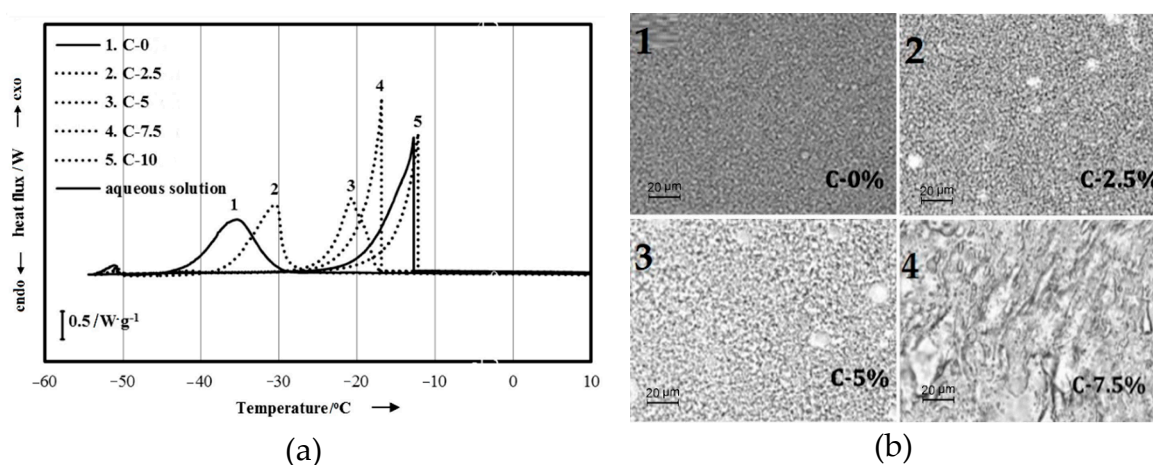 1. C-0
2. C-2.5
3. C-5
4. C-7.5
5. C-10
aqueous solution
endo ← heat flux /W → exo
1
2
3
4
5
0.5 /W·g⁻¹
−60 −50 −40 −30 −20 −10 0 10
Temperature/°C →
(a)
1
20 µm
C-0%
2
20 µm
C-2.5%
3
20 µm
C-5%
4
20 µm
C-7.5%
(b)